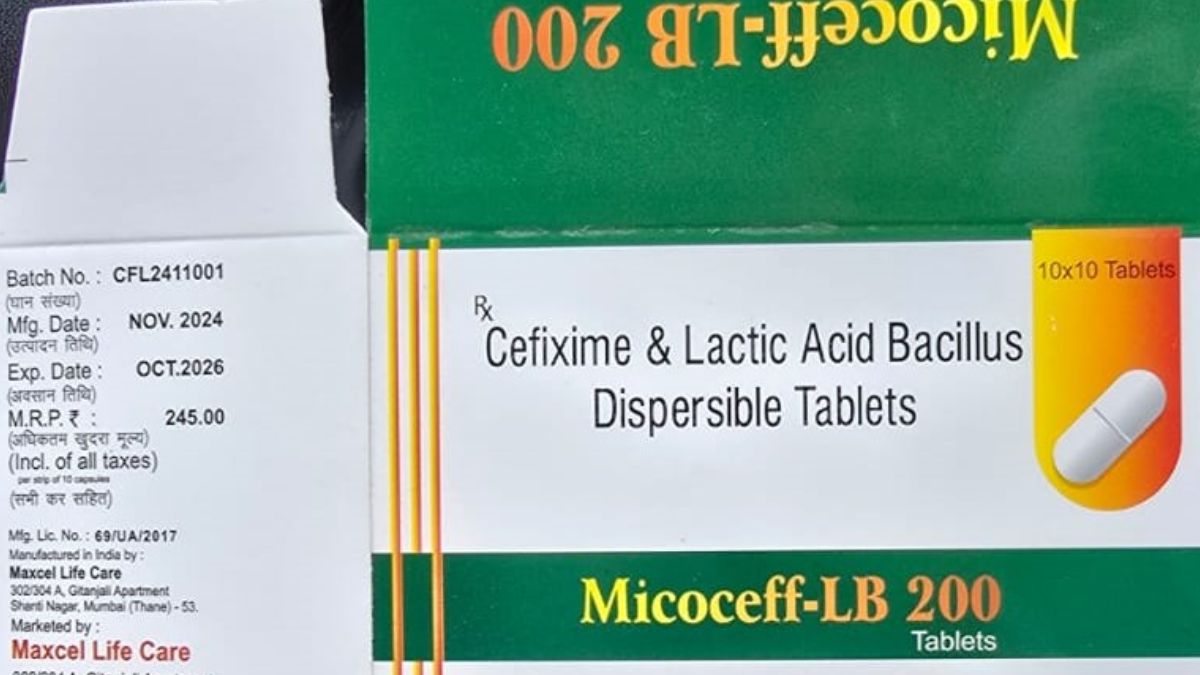 Micoceff-LB 200
Batch No. : CFL2411001
(घान संख्या)
Mfg. Date : NOV. 2024
(उत्पादन तिथि)
Exp. Date : OCT.2026
(अवसान तिथि)
M.R.P. ₹ : 245.00
(अधिकतम खुदरा मूल्य)
(Incl. of all taxes)
per strip of 10 capsules
(सभी कर सहित)
Mfg. Lic. No. : 69/UA/2017
Manufactured in India by :
Maxcel Life Care
302/304 A, Gitanjali Apartment
Shanti Nagar, Mumbai (Thane) - 53.
Marketed by :
Maxcel Life Care
10x10 Tablets
Rx
Cefixime & Lactic Acid Bacillus
Dispersible Tablets
Micoceff-LB 200
Tablets